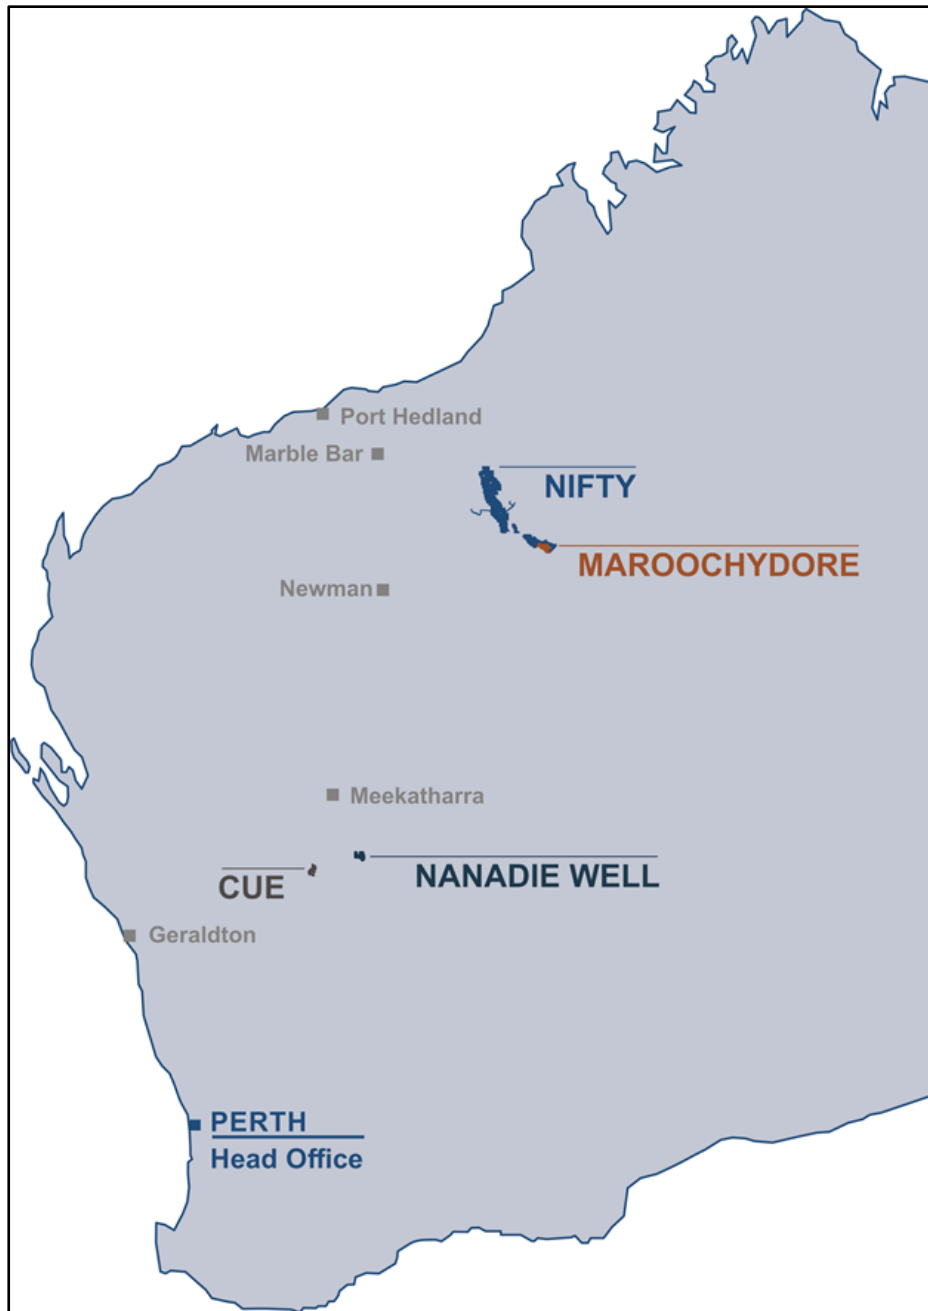 Port Hedland
Marble Bar
NIFTY
MAROOCHYDORE
Newman
Meekatharra
NANADIE WELL
CUE
Geraldton
PERTH
Head Office